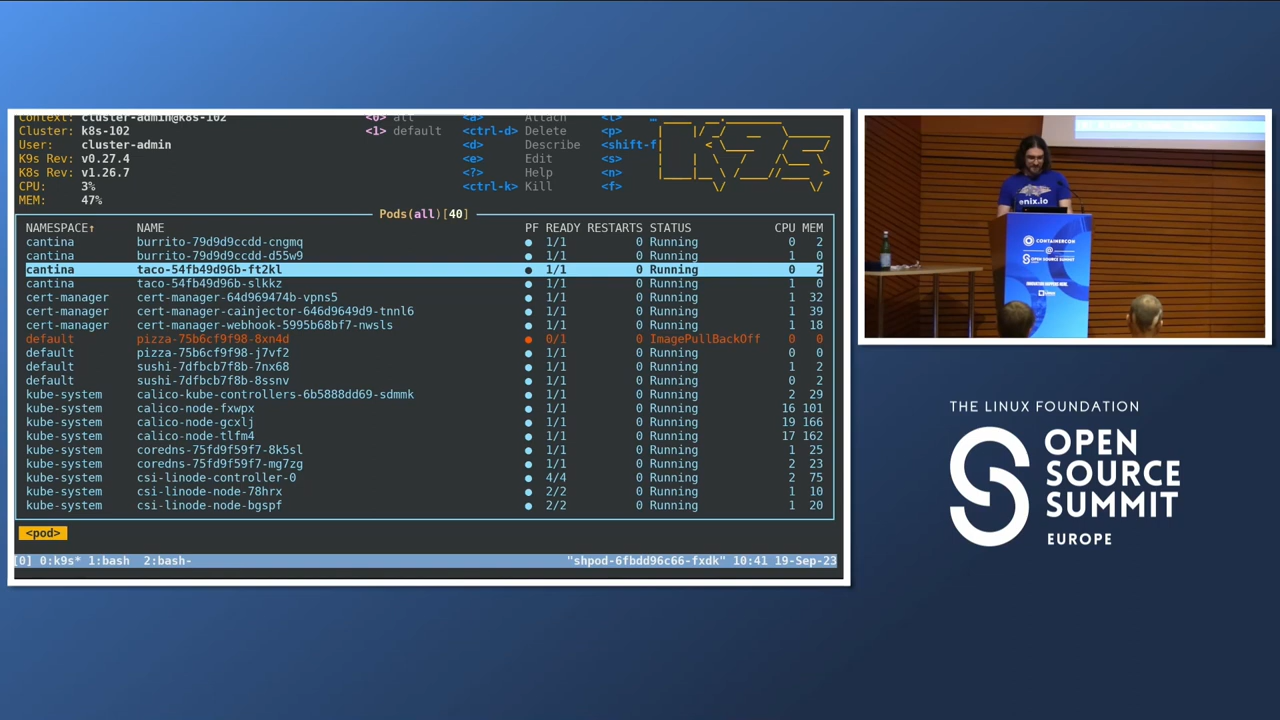 Context: cluster-admin@k8s-102 <0> all <a> Attach <l> …
Cluster: k8s-102 <1> default <ctrl-d> Delete <p>
User: cluster-admin <d> Describe <shift-f
K9s Rev: v0.27.4 <e> Edit <s>
K8s Rev: v1.26.7 <?> Help <n>
CPU: 3% <ctrl-k> Kill <f>
MEM: 47%
Pods(all)[40]
NAMESPACE↑ NAME PF READY RESTARTS STATUS CPU MEM
cantina burrito-79d9d9ccdd-cngmq ● 1/1 0 Running 0 2
cantina burrito-79d9d9ccdd-d55w9 ● 1/1 0 Running 1 0
cantina taco-54fb49d96b-ft2kl ● 1/1 0 Running 0 2
cantina taco-54fb49d96b-slkkz ● 1/1 0 Running 1 0
cert-manager cert-manager-64d969474b-vpns5 ● 1/1 0 Running 1 32
cert-manager cert-manager-cainjector-646d9649d9-tnnl6 ● 1/1 0 Running 1 39
cert-manager cert-manager-webhook-5995b68bf7-nwsls ● 1/1 0 Running 1 18
default pizza-75b6cf9f98-8xn4d ● 0/1 0 ImagePullBackOff 0 0
default pizza-75b6cf9f98-j7vf2 ● 1/1 0 Running 0 0
default sushi-7dfbcb7f8b-7nx68 ● 1/1 0 Running 1 2
default sushi-7dfbcb7f8b-8ssnv ● 1/1 0 Running 0 2
kube-system calico-kube-controllers-6b5888dd69-sdmmk ● 1/1 0 Running 2 29
kube-system calico-node-fxwpx ● 1/1 0 Running 16 101
kube-system calico-node-gcxlj ● 1/1 0 Running 19 166
kube-system calico-node-tlfm4 ● 1/1 0 Running 17 162
kube-system coredns-75fd9f59f7-8k5sl ● 1/1 0 Running 1 25
kube-system coredns-75fd9f59f7-mg7zg ● 1/1 0 Running 2 23
kube-system csi-linode-controller-0 ● 4/4 0 Running 2 75
kube-system csi-linode-node-78hrx ● 2/2 0 Running 1 10
kube-system csi-linode-node-bgspf ● 2/2 0 Running 1 20
<pod>
[0] 0:k9s* 1:bash 2:bash- "shpod-6fbdd96c66-fxdk" 10:41 19-Sep-23
enix.io
CONTAINERCON
@
OPEN SOURCE SUMMIT
THE LINUX FOUNDATION
OPEN
SOURCE
SUMMIT
EUROPE